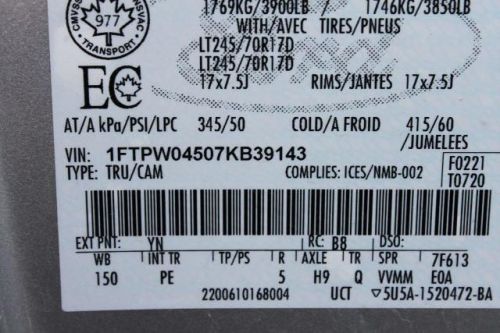 1769KG/3900LB / 1746KG/3850LB
CMVSS NSVAC
977
TRANSPORT
WITH/AVEC TIRES/PNEUS
LT245/70R17D
LT245/70R17D
EC
17x7.5J RIMS/JANTES 17x7.5J
AT/A kPa/PSI/LPC 345/50 COLD/A FROID 415/60
/JUMELEES
VIN: 1FTPW04507KB39143 F0221
TYPE: TRU/CAM COMPLIES: ICES/NMB-002 T0720
EXT PNT: YN RC: B8 DSO:
WB INT TR TP/PS R AXLE TR SPR 7F613
150 PE 5 H9 Q VVMM E0A
2200610168004 UCT ▽5U5A-1520472-BA